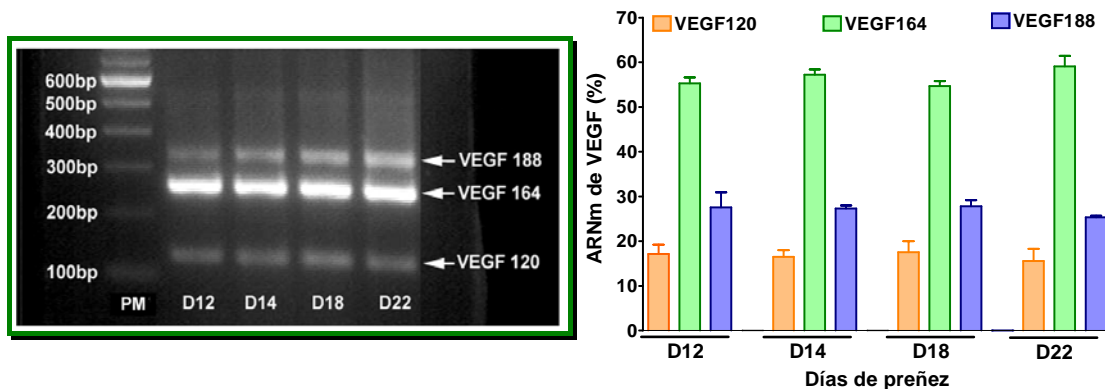 600bp
500bp
400bp
300bp
200bp
100bp
VEGF 188
VEGF 164
VEGF 120
PM D12 D14 D18 D22
VEGF120 VEGF164 VEGF188
ARNm de VEGF (%)
70
60
50
40
30
20
10
0
D12 D14 D18 D22
Días de preñez